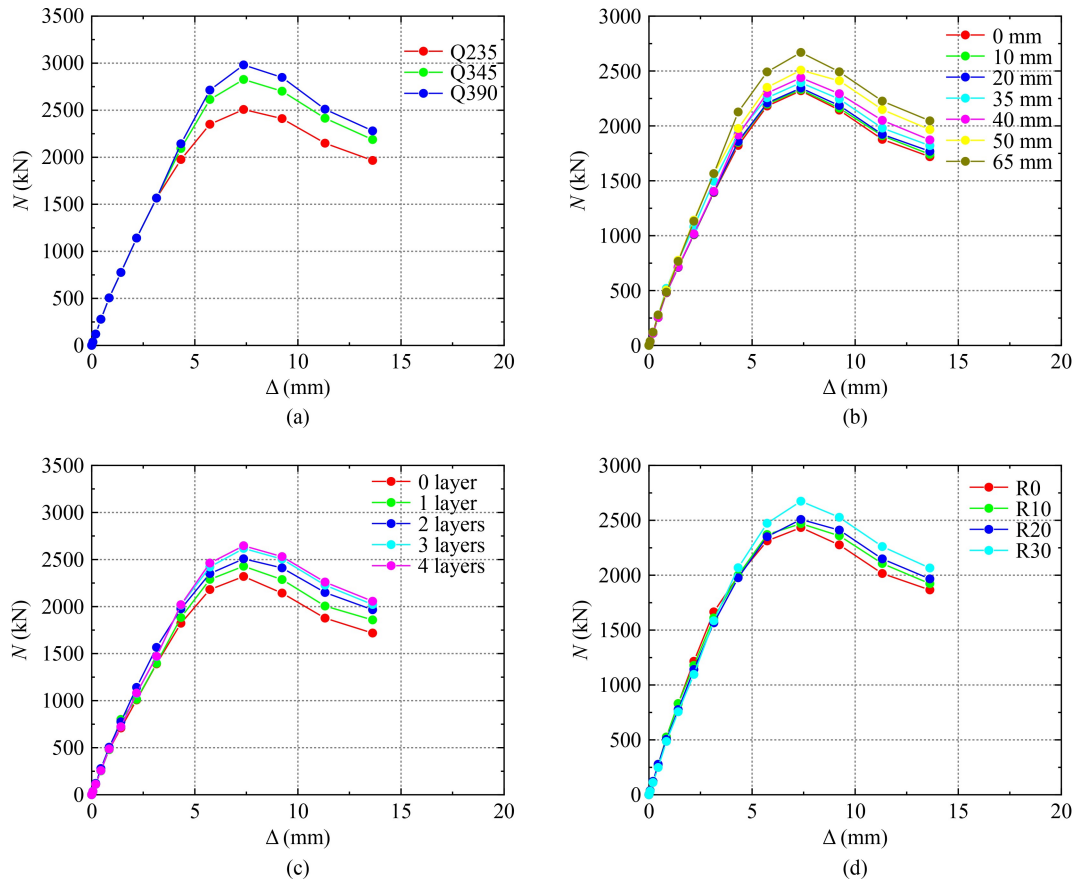 3500
3000
2500
2000
1500
1000
500
0
N (kN)
0
5
10
15
20
Δ (mm)
Q235
Q345
Q390
(a)
3000
2500
2000
1500
1000
500
0
N (kN)
0
5
10
15
20
Δ (mm)
0 mm
10 mm
20 mm
35 mm
40 mm
50 mm
65 mm
(b)
3500
3000
2500
2000
1500
1000
500
0
N (kN)
0
5
10
15
20
Δ (mm)
0 layer
1 layer
2 layers
3 layers
4 layers
(c)
3000
2500
2000
1500
1000
500
0
N (kN)
0
5
10
15
20
Δ (mm)
R0
R10
R20
R30
(d)